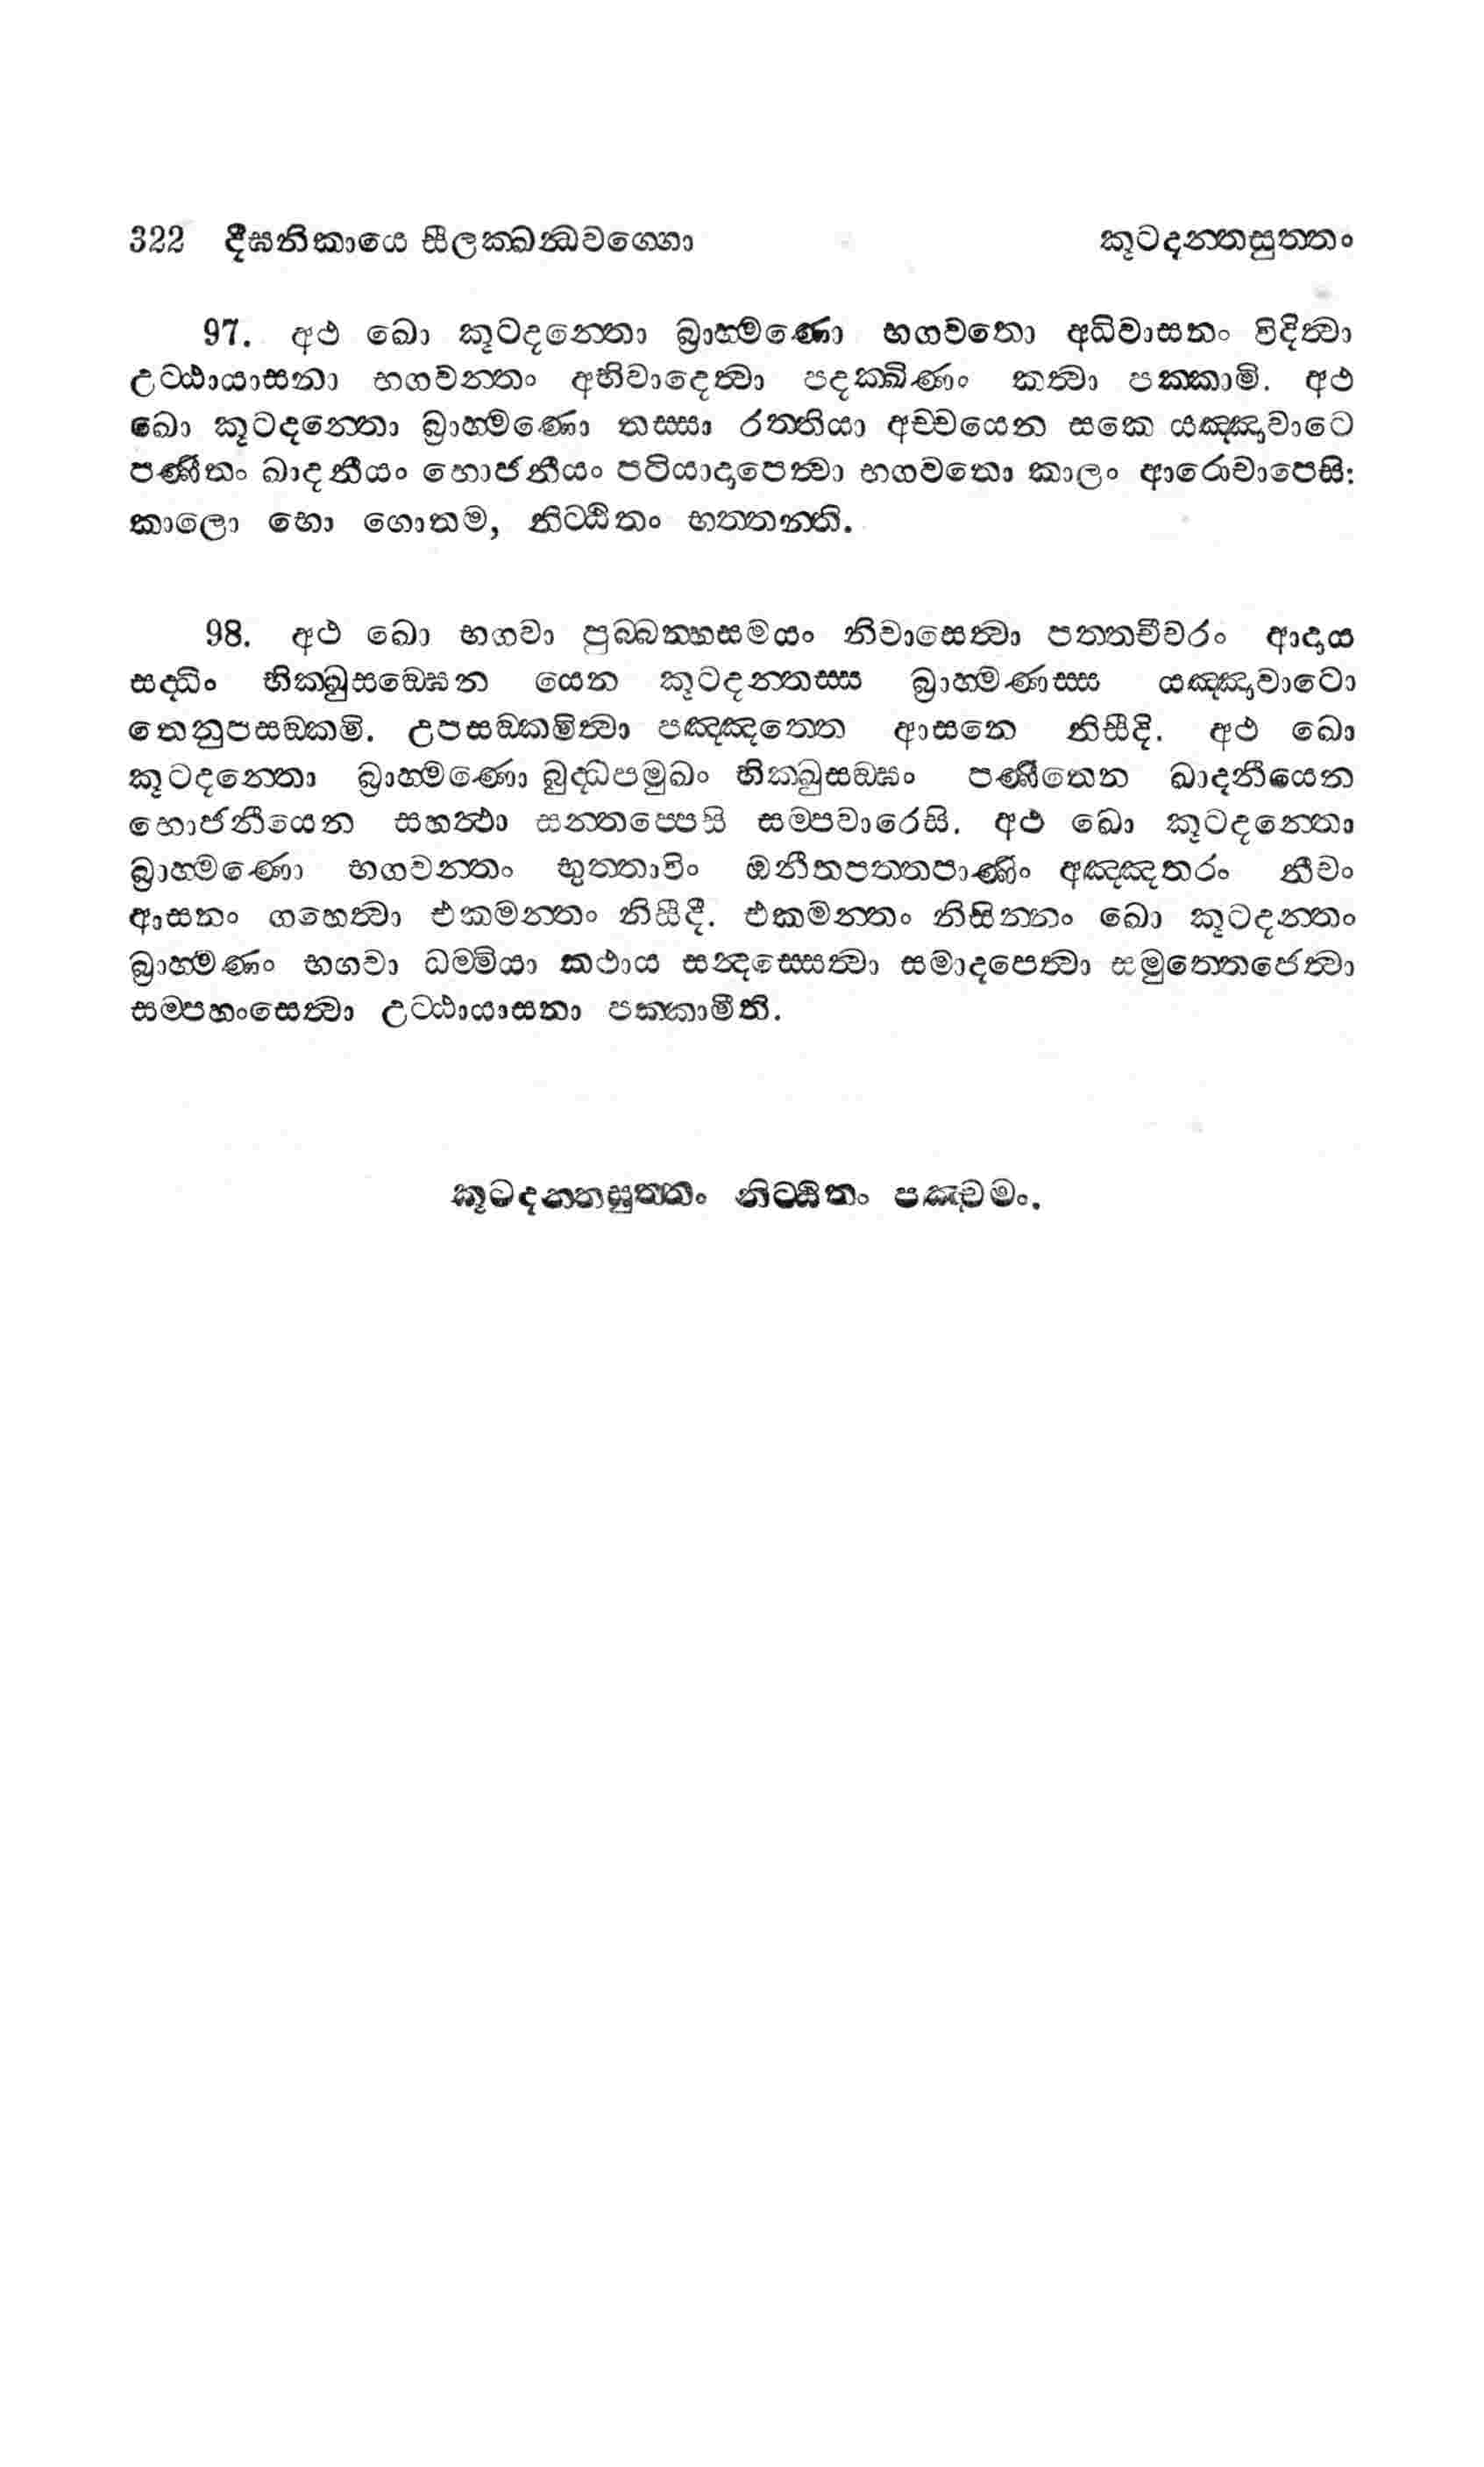 322 දීඝනිකායෙ සීලක්ඛන්ධවග්ගො කූටදන්තසුත්තං
97. අථ ඛො කූටදන්තො බ්‍රාහ්මණො භගවතො අධිවාසනං විදිත්වා
උට්ඨායාසනා භගවන්තං අභිවාදෙත්වා පදක්ඛිණං කත්වා පක්කාමි. අථ
ඛො කූටදන්තො බ්‍රාහ්මණො තස්සා රත්තියා අච්චයෙන සකෙ යඤ්ඤාවාටෙ
පණීතං ඛාදනීයං භොජනීයං පටියාදාපෙත්වා භගවතො කාලං ආරොචාපෙසි:
කාලො භො ගොතම, නිට්ඨිතං භත්තන්ති.
98. අථ ඛො භගවා පුබ්බන්හසමයං නිවාසෙත්වා පත්තචීවරං ආදාය
සද්ධිං භික්ඛුසඞ්ඝෙන යෙන කූටදන්තස්ස බ්‍රාහ්මණස්ස යඤ්ඤාවාටො
තෙනුපසඞ්කමි. උපසඞ්කමිත්වා පඤ්ඤත්තෙ ආසනෙ නිසීදි. අථ ඛො
කූටදන්තො බ්‍රාහ්මණො බුද්ධපමුඛං භික්ඛුසඞ්ඝං පණීතෙන ඛාදනීයෙන
භොජනීයෙන සහත්ථා සන්තප්පෙසි සම්පවාරෙසි. අථ ඛො කූටදන්තො
බ්‍රාහ්මණො භගවන්තං භුත්තාවිං ඔනීතපත්තපාණිං අඤ්ඤතරං නීචං
ආසනං ගහෙත්වා එකමන්තං නිසීදී. එකමන්තං නිසින්නං ඛො කූටදන්තං
බ්‍රාහ්මණං භගවා ධම්මියා කථාය සන්දස්සෙත්වා සමාදපෙත්වා සමුත්තෙජෙත්වා
සම්පහංසෙත්වා උට්ඨායාසනා පක්කාමීති.
කූටදන්තසුත්තං නිට්ඨිතං පඤ්චමං.